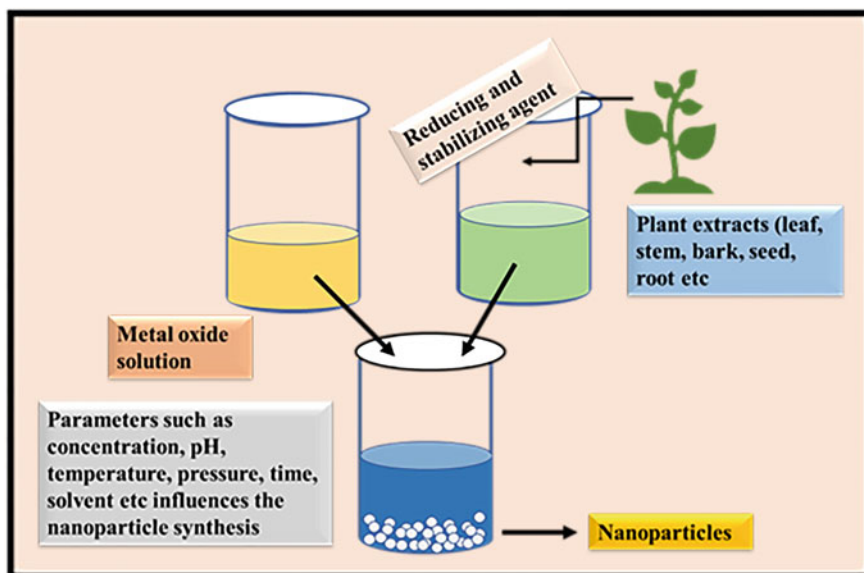 Reducing and
stabilizing agent
Plant extracts (leaf,
stem, bark, seed,
root etc
Metal oxide
solution
Parameters such as
concentration, pH,
temperature, pressure, time,
solvent etc influences the
nanoparticle synthesis
Nanoparticles